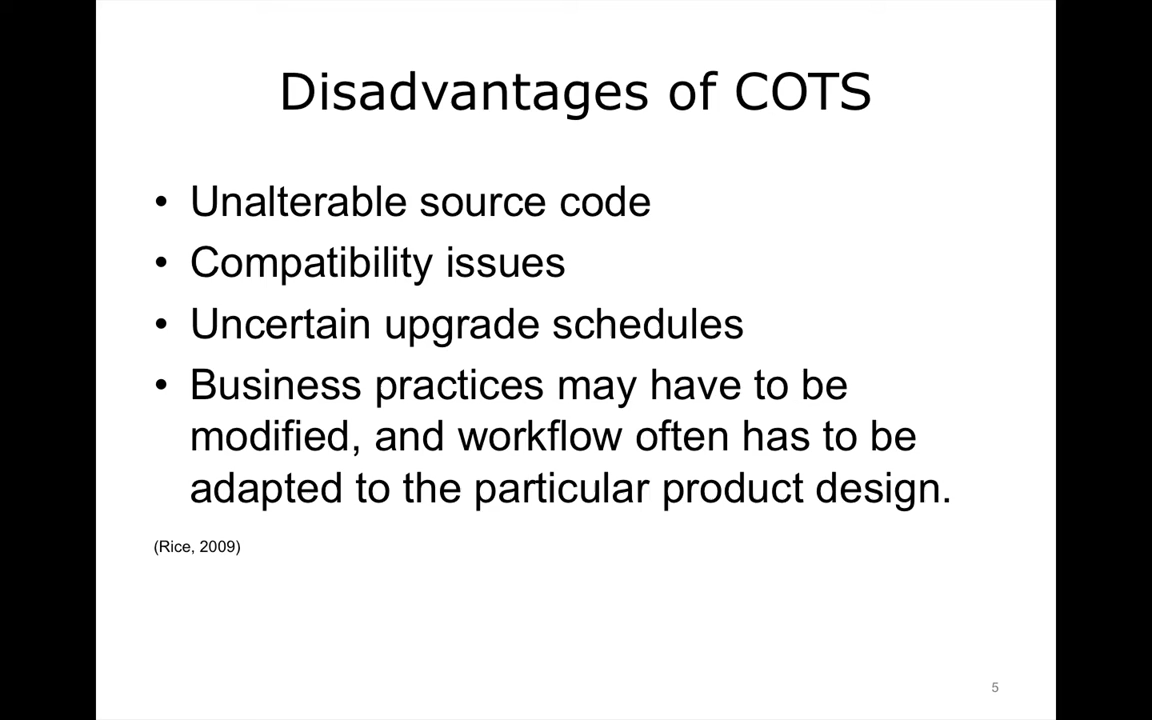 Disadvantages of COTS
• Unalterable source code
• Compatibility issues
• Uncertain upgrade schedules
• Business practices may have to be
modified, and workflow often has to be
adapted to the particular product design.
(Rice, 2009)
5